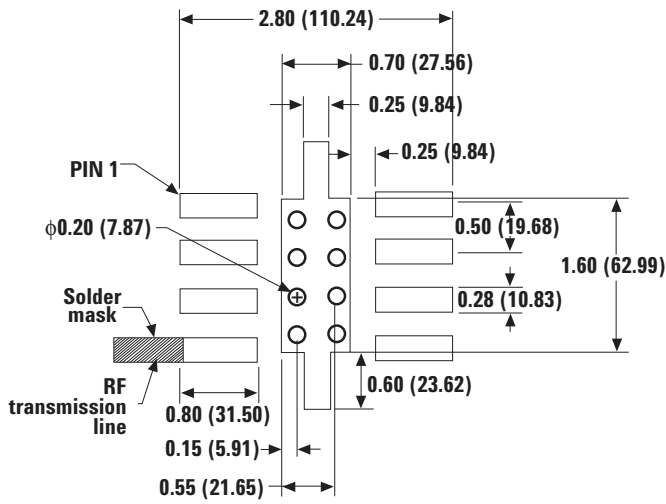 2.80 (110.24)
0.70 (27.56)
0.25 (9.84)
0.25 (9.84)
PIN 1
ϕ0.20 (7.87)
0.50 (19.68)
1.60 (62.99)
0.28 (10.83)
Solder
mask
RF
transmission
line
0.60 (23.62)
0.80 (31.50)
0.15 (5.91)
0.55 (21.65)